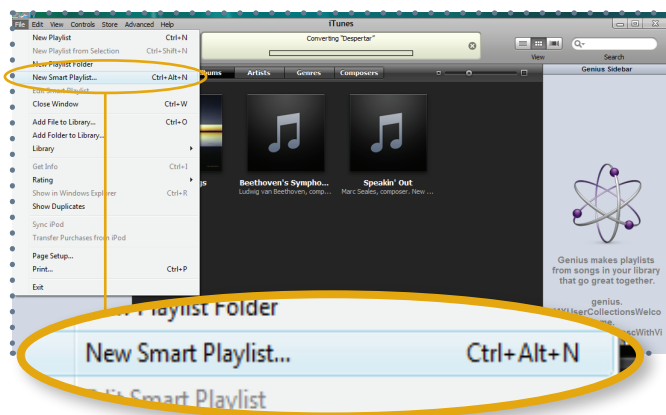 File Edit View Controls Store Advanced Help
iTunes
New Playlist Ctrl+N
New Playlist from Selection Ctrl+Shift+N
New Playlist Folder
New Smart Playlist... Ctrl+Alt+N
Edit Smart Playlist
Close Window Ctrl+W
Add File to Library... Ctrl+O
Add Folder to Library...
Library
Get Info Ctrl+I
Rating
Show in Windows Explorer Ctrl+R
Show Duplicates
Sync iPod
Transfer Purchases from iPod
Page Setup...
Print... Ctrl+P
Exit
Converting "Despertar"
View
Search
Artists Genres Composers
Beethoven's Sympho...
Ludwig van Beethoven, comp...
Speakin' Out
Marc Seales, composer. New ...
Genius Sidebar
Genius makes playlists
from songs in your library
that go great together.
genius.
Playlist Folder
New Smart Playlist... Ctrl+Alt+N
Edit Smart Playlist